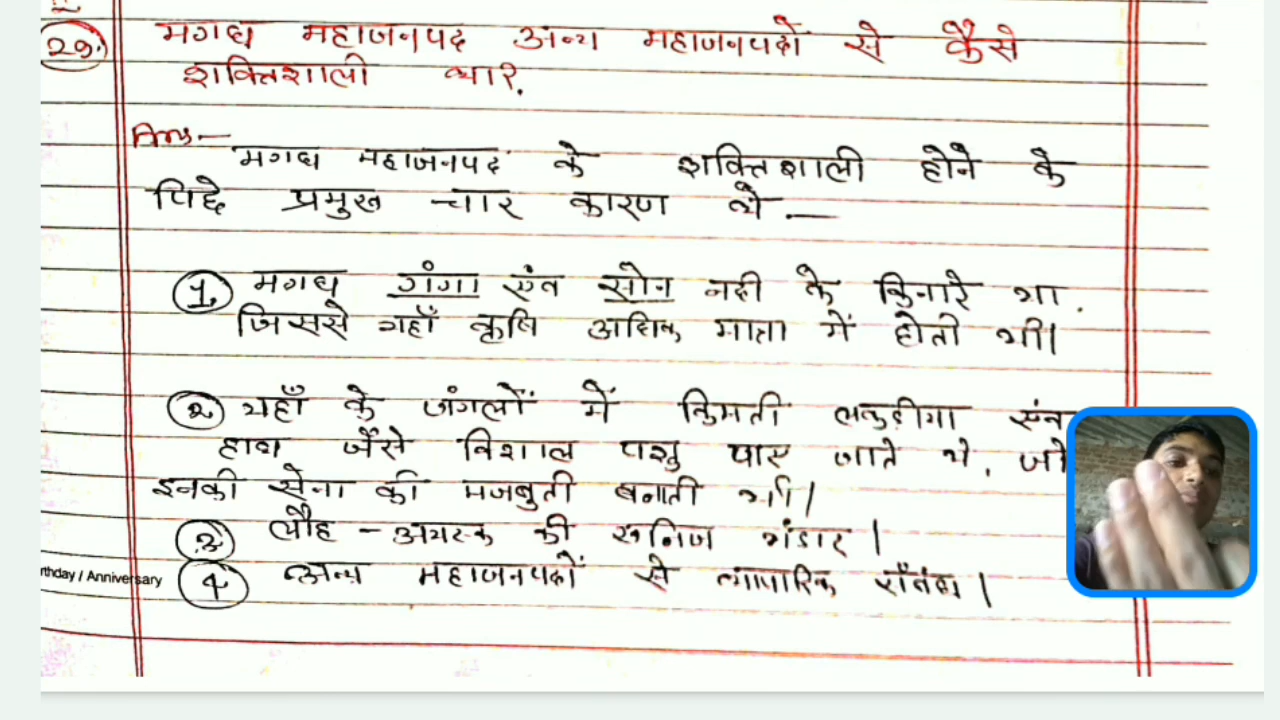 29. मगध महाजनपद अन्य महाजनपदों से कैसे
शक्तिशाली था?.
Ans:—
मगध महाजनपद के शक्तिशाली होने के
पिछे प्रमुख चार कारण थे —
1. मगध गंगा एंव सोन नदी के किनारे था.
जिससे यहाँ कृषि अधिक मात्रा में होती थी।
2. यहाँ के जंगलों में किमती लकड़ीया एंव
हाथी जैसे विशाल पशु पाए जाते थे, जो
इनकी सेना की मजबुती बनाती थी।
3. लौह - अयस्क की खनिज भंडार।
rthday / Anniversary
4. अन्य महाजनपदों से व्यापारिक संबंध।